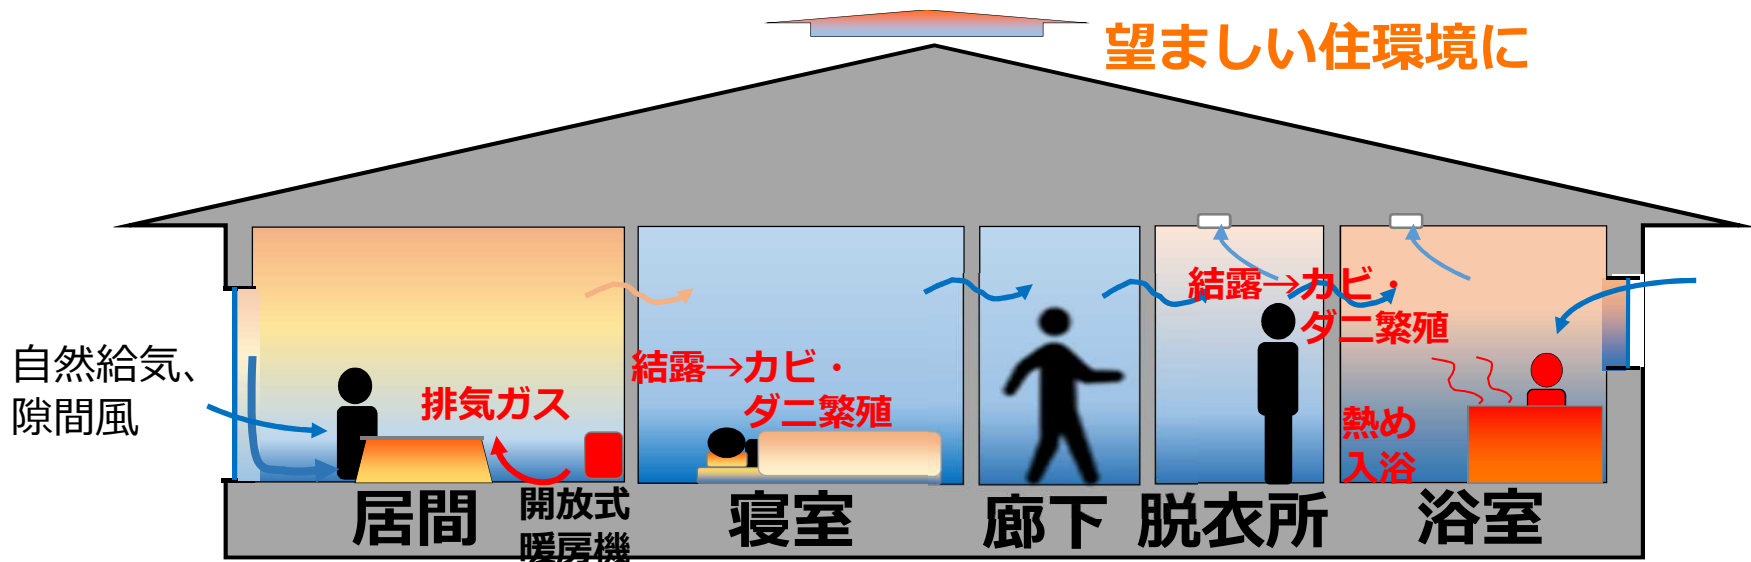 望ましい住環境に
自然給気、
隙間風
排気ガス
開放式
暖房機
結露→カビ・
ダニ繁殖
結露→カビ・
ダニ繁殖
熱め
入浴
居間
寝室
廊下
脱衣所
浴室